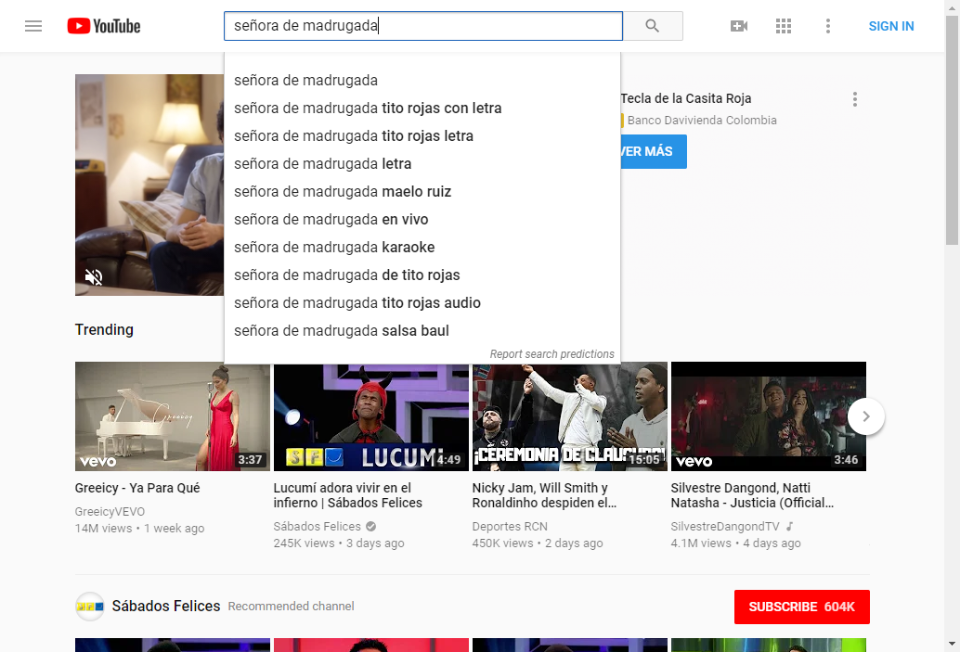 YouTube
señora de madrugada
SIGN IN
señora de madrugada
señora de madrugada tito rojas con letra
señora de madrugada tito rojas letra
señora de madrugada letra
señora de madrugada maelo ruiz
señora de madrugada en vivo
señora de madrugada karaoke
señora de madrugada de tito rojas
señora de madrugada tito rojas audio
señora de madrugada salsa baul
Report search predictions
Tecla de la Casita Roja
Banco Davivienda Colombia
VER MÁS
Trending
Greeicy
vevo
3:37
SF
LUCUMÍ
4:49
¡CEREMONIA DE CLAUSURA!
15:05
vevo
3:46
Greeicy - Ya Para Qué
GreeicyVEVO
14M views • 1 week ago
Lucumí adora vivir en el
infierno | Sábados Felices
Sábados Felices
245K views • 3 days ago
Nicky Jam, Will Smith y
Ronaldinho despiden el...
Deportes RCN
450K views • 2 days ago
Silvestre Dangond, Natti
Natasha - Justicia (Official...
SilvestreDangondTV
4.1M views • 4 days ago
Sábados Felices Recommended channel
SUBSCRIBE 604K